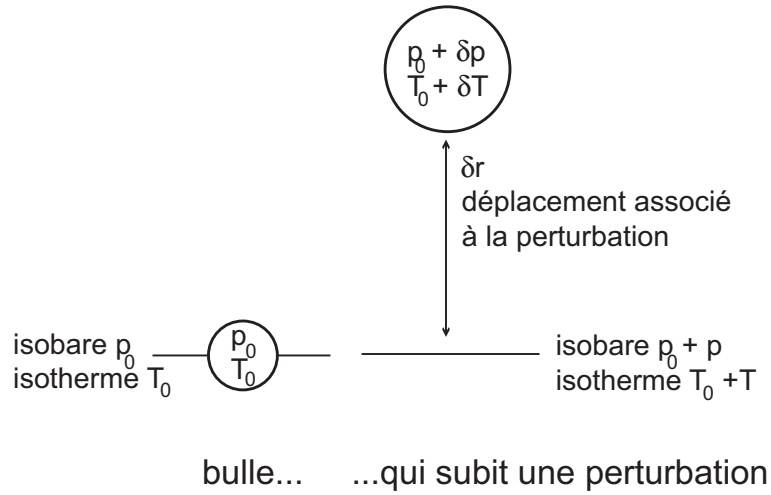 p₀ + δp
T₀ + δT
δr
déplacement associé
à la perturbation
isobare p₀
isotherme T₀
p₀
T₀
isobare p₀ + p
isotherme T₀ +T
bulle... ...qui subit une perturbation